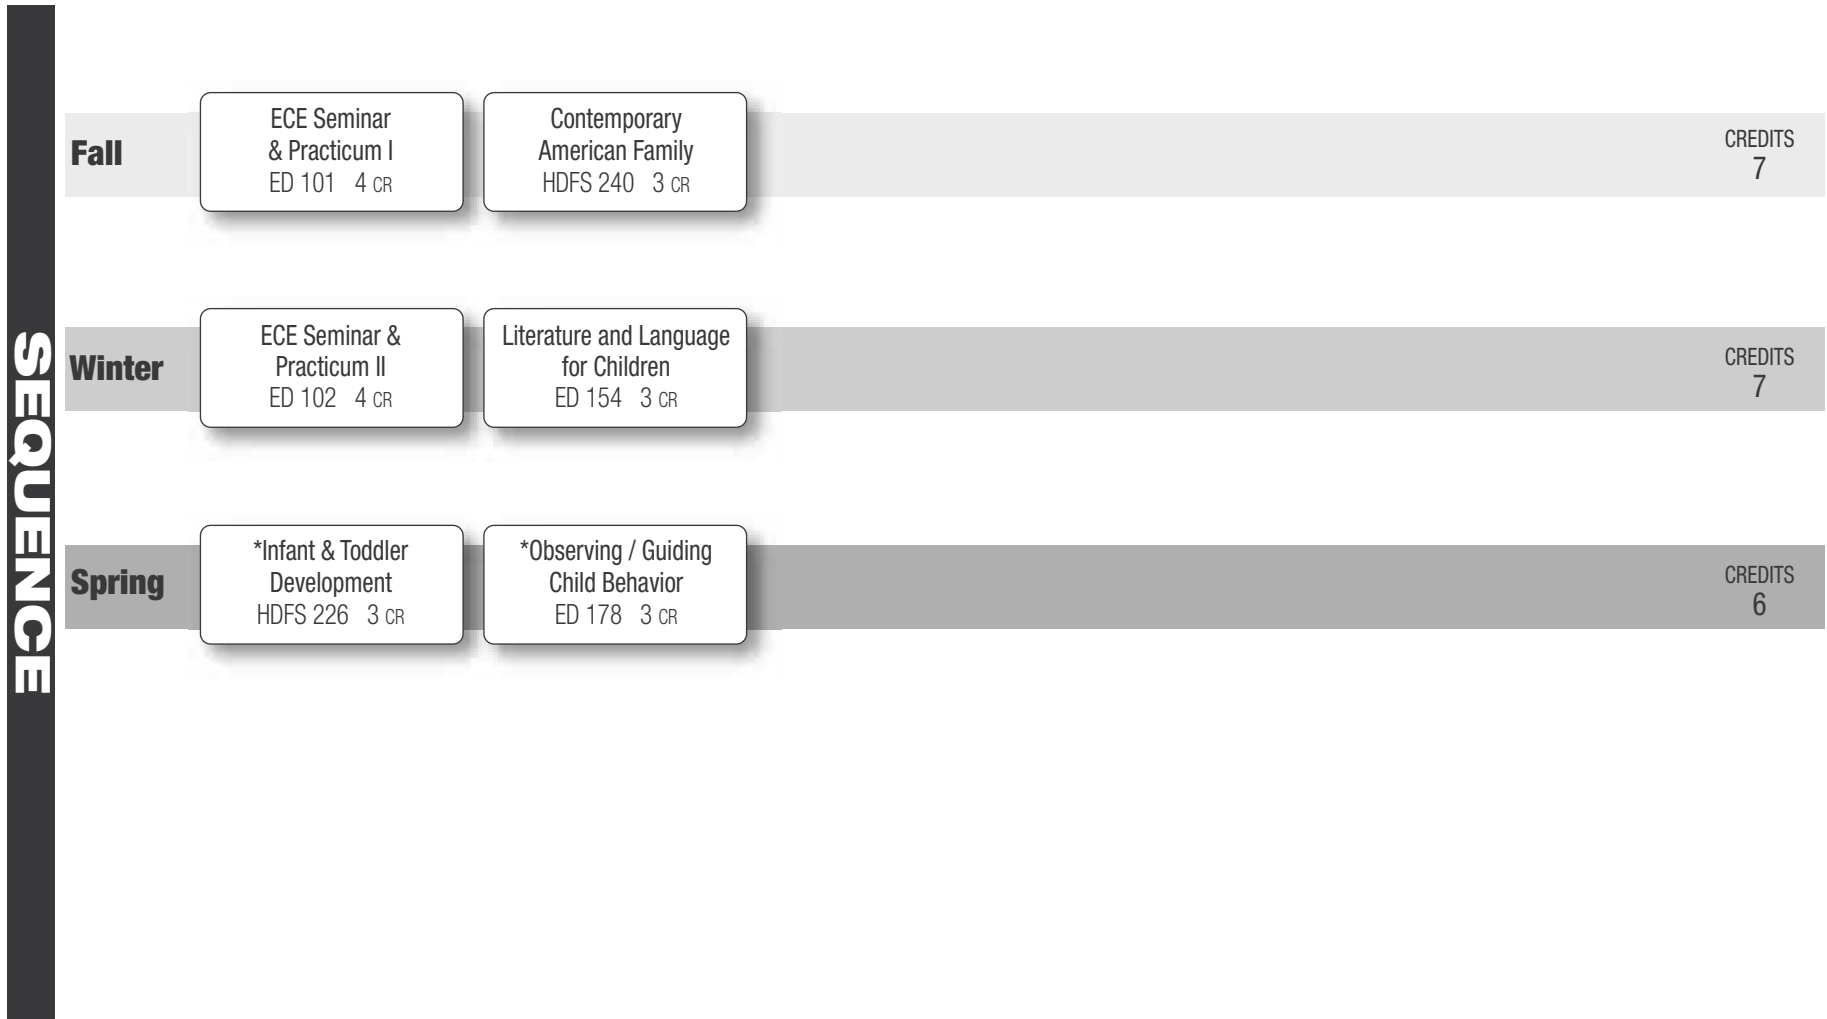 SEQUENCE
Fall
ECE Seminar
& Practicum I
ED 101 4 CR
Contemporary
American Family
HDFS 240 3 CR
CREDITS
7
Winter
ECE Seminar &
Practicum II
ED 102 4 CR
Literature and Language
for Children
ED 154 3 CR
CREDITS
7
Spring
*Infant & Toddler
Development
HDFS 226 3 CR
*Observing / Guiding
Child Behavior
ED 178 3 CR
CREDITS
6